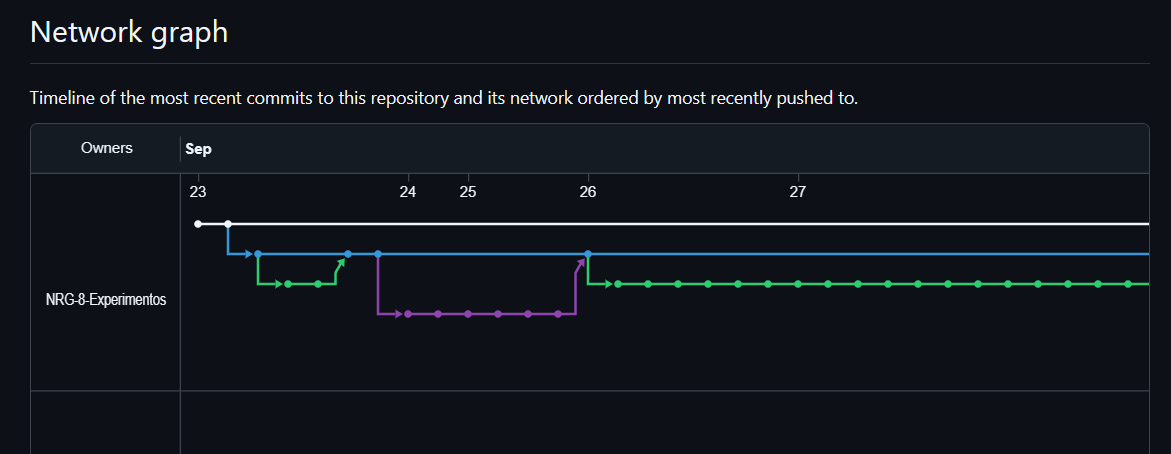 Network graph
Timeline of the most recent commits to this repository and its network ordered by most recently pushed to.
Owners Sep
23 24 25 26 27
NRG-8-Experimentos